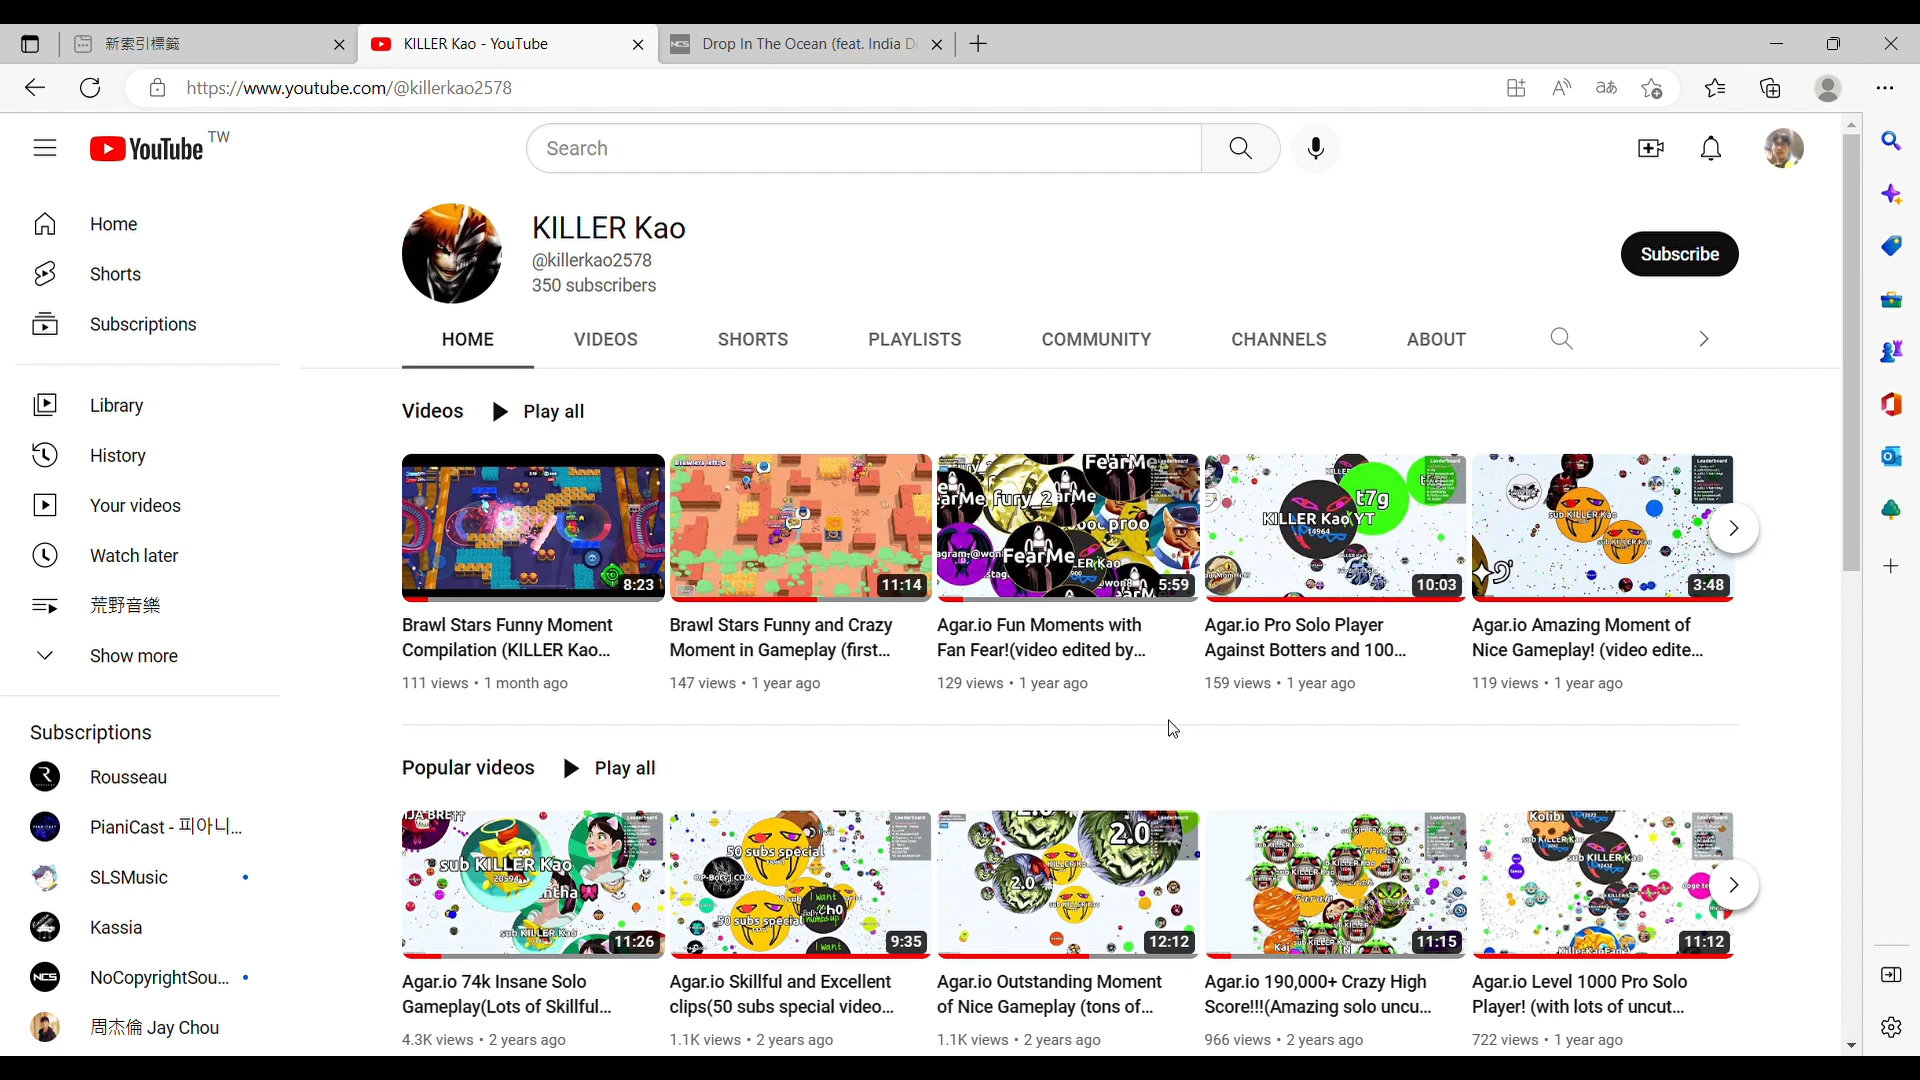 新索引標籤
KILLER Kao - YouTube
Drop In The Ocean (feat. India D
https://www.youtube.com/@killerkao2578
YouTube TW
Search
Home
Shorts
Subscriptions
Library
History
Your videos
Watch later
荒野音樂
Show more
Subscriptions
Rousseau
PianiCast - 피아니...
SLSMusic
Kassia
NoCopyrightSou...
周杰倫 Jay Chou
KILLER Kao
@killerkao2578
350 subscribers
Subscribe
HOME VIDEOS SHORTS PLAYLISTS COMMUNITY CHANNELS ABOUT
Videos Play all
8:23
11:14
5:59
10:03
3:48
Brawl Stars Funny Moment
Compilation (KILLER Kao...
111 views • 1 month ago
Brawl Stars Funny and Crazy
Moment in Gameplay (first...
147 views • 1 year ago
Agar.io Fun Moments with
Fan Fear!(video edited by...
129 views • 1 year ago
Agar.io Pro Solo Player
Against Botters and 100...
159 views • 1 year ago
Agar.io Amazing Moment of
Nice Gameplay! (video edite...
119 views • 1 year ago
Popular videos Play all
sub KILLER Kao
11:26
50 subs special
9:35
2.0
12:12
11:15
11:12
Agar.io 74k Insane Solo
Gameplay(Lots of Skillful...
4.3K views • 2 years ago
Agar.io Skillful and Excellent
clips(50 subs special video...
1.1K views • 2 years ago
Agar.io Outstanding Moment
of Nice Gameplay (tons of...
1.1K views • 2 years ago
Agar.io 190,000+ Crazy High
Score!!!(Amazing solo uncu...
966 views • 2 years ago
Agar.io Level 1000 Pro Solo
Player! (with lots of uncut...
722 views • 1 year ago